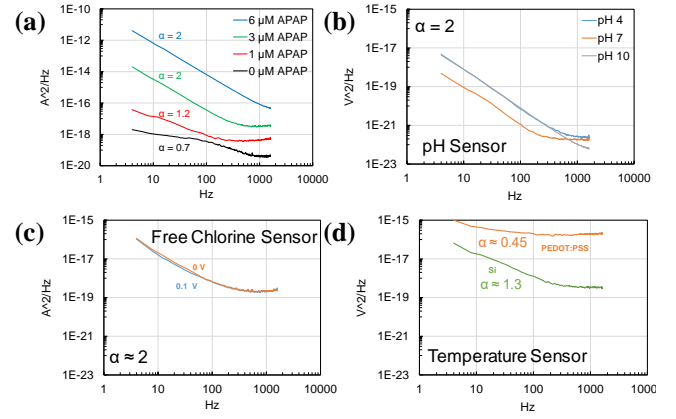 (a)
1E-10
1E-12
1E-14
1E-16
1E-18
1E-20
A^2/Hz
α = 2
α = 2
α = 1.2
α = 0.7
6 µM APAP
3 µM APAP
1 µM APAP
0 µM APAP
1 10 100 1000 10000
Hz
(b)
α = 2
1E-15
1E-17
1E-19
1E-21
1E-23
V^2/Hz
pH 4
pH 7
pH 10
pH Sensor
1 10 100 1000 10000
Hz
(c)
1E-15
1E-17
1E-19
1E-21
1E-23
A^2/Hz
Free Chlorine Sensor
0 V
0.1 V
α ≈ 2
1 10 100 1000 10000
Hz
(d)
1E-15
1E-17
1E-19
1E-21
1E-23
V^2/Hz
α ≈ 0.45
PEDOT:PSS
Si
α ≈ 1.3
Temperature Sensor
1 10 100 1000 10000
Hz